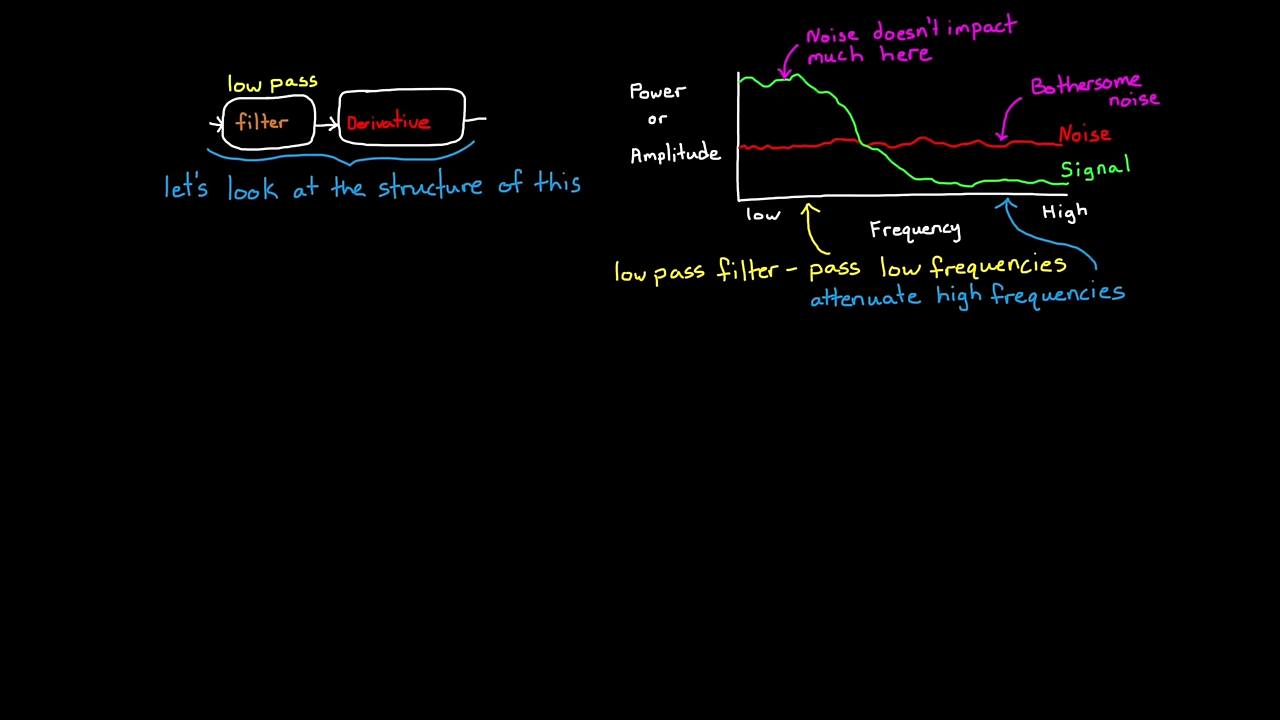 low pass
filter
Derivative
let's look at the structure of this
Noise doesn't impact
much here
Power
or
Amplitude
Bothersome
noise
Noise
Signal
low
High
Frequency
low pass filter - pass low frequencies
attenuate high frequencies